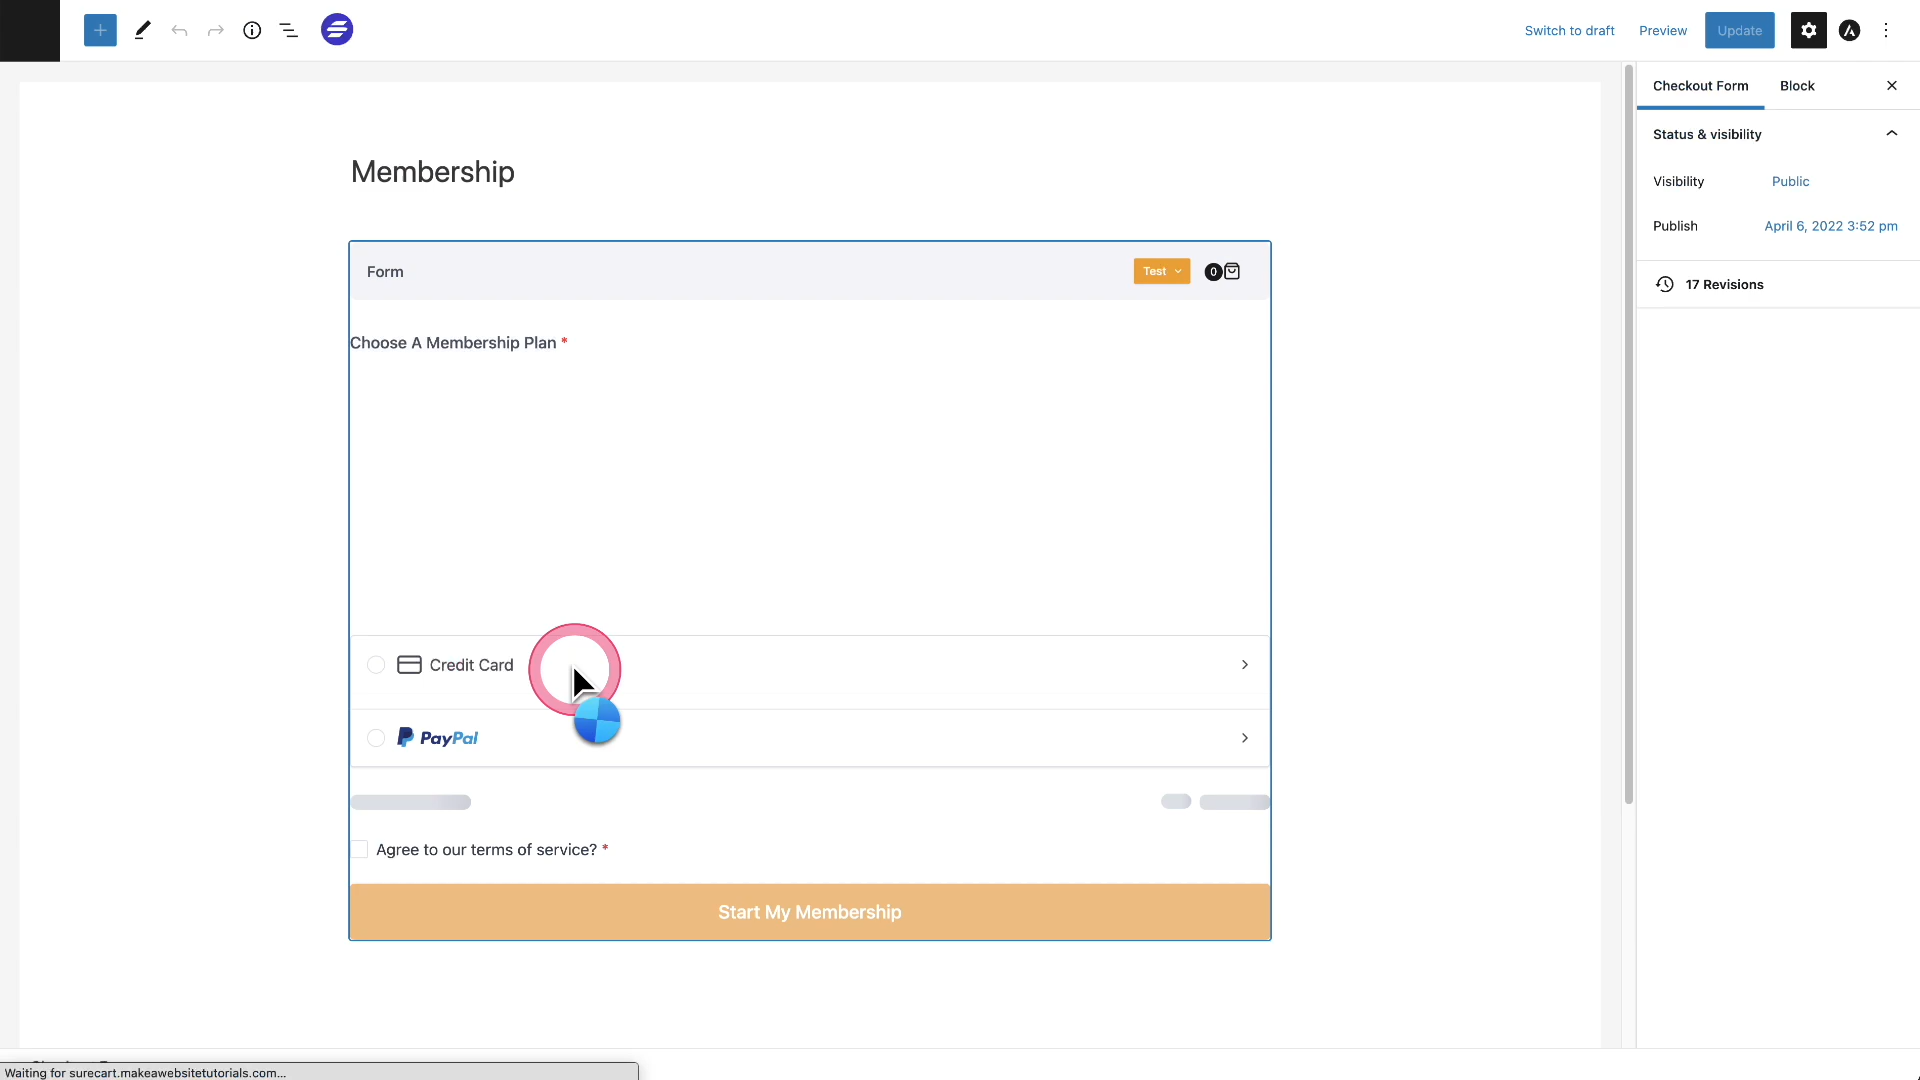 Switch to draft
Preview
Update
Checkout Form
Block
Status & visibility
Visibility
Public
Publish
April 6, 2022 3:52 pm
17 Revisions
Membership
Form
Test
0
Choose A Membership Plan *
Credit Card
PayPal
Agree to our terms of service? *
Start My Membership
Waiting for surecart.makeawebsitetutorials.com...